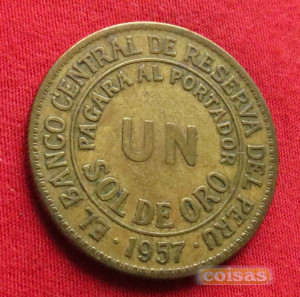 EL BANCO CENTRAL DE RESERVA DEL PERU
PAGARA AL PORTADOR
UN
SOL DE ORO
· 1957 ·
coisas